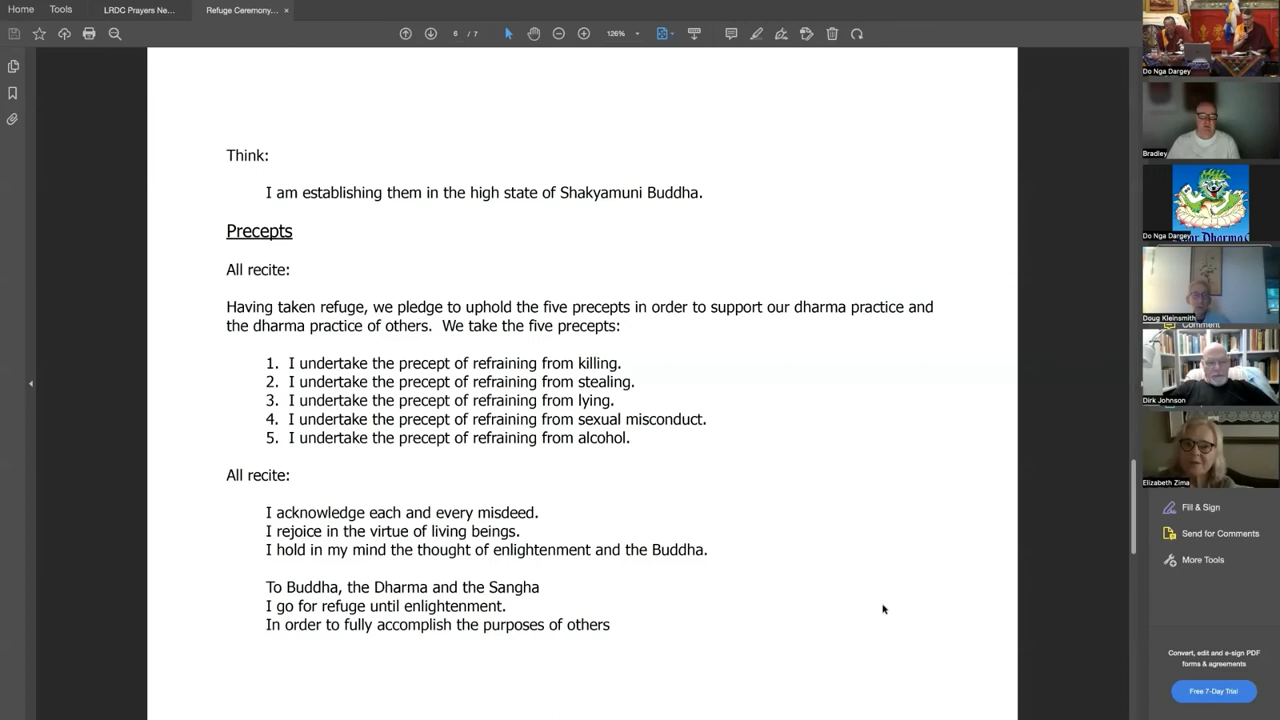 Home
Tools
LRDC Prayers Ne...
Refuge Ceremony...
×
6 / 7
126%
Think:
I am establishing them in the high state of Shakyamuni Buddha.
Precepts
All recite:
Having taken refuge, we pledge to uphold the five precepts in order to support our dharma practice and
the dharma practice of others.  We take the five precepts:
1.  I undertake the precept of refraining from killing.
2.  I undertake the precept of refraining from stealing.
3.  I undertake the precept of refraining from lying.
4.  I undertake the precept of refraining from sexual misconduct.
5.  I undertake the precept of refraining from alcohol.
All recite:
I acknowledge each and every misdeed.
I rejoice in the virtue of living beings.
I hold in my mind the thought of enlightenment and the Buddha.
To Buddha, the Dharma and the Sangha
I go for refuge until enlightenment.
In order to fully accomplish the purposes of others
Do Nga Dargey
Bradley
Do Nga Dargey
Doug Kleinsmith
Comment
Dirk Johnson
Elizabeth Zima
Fill & Sign
Send for Comments
More Tools
Convert, edit and e-sign PDF
forms & agreements
Free 7-Day Trial